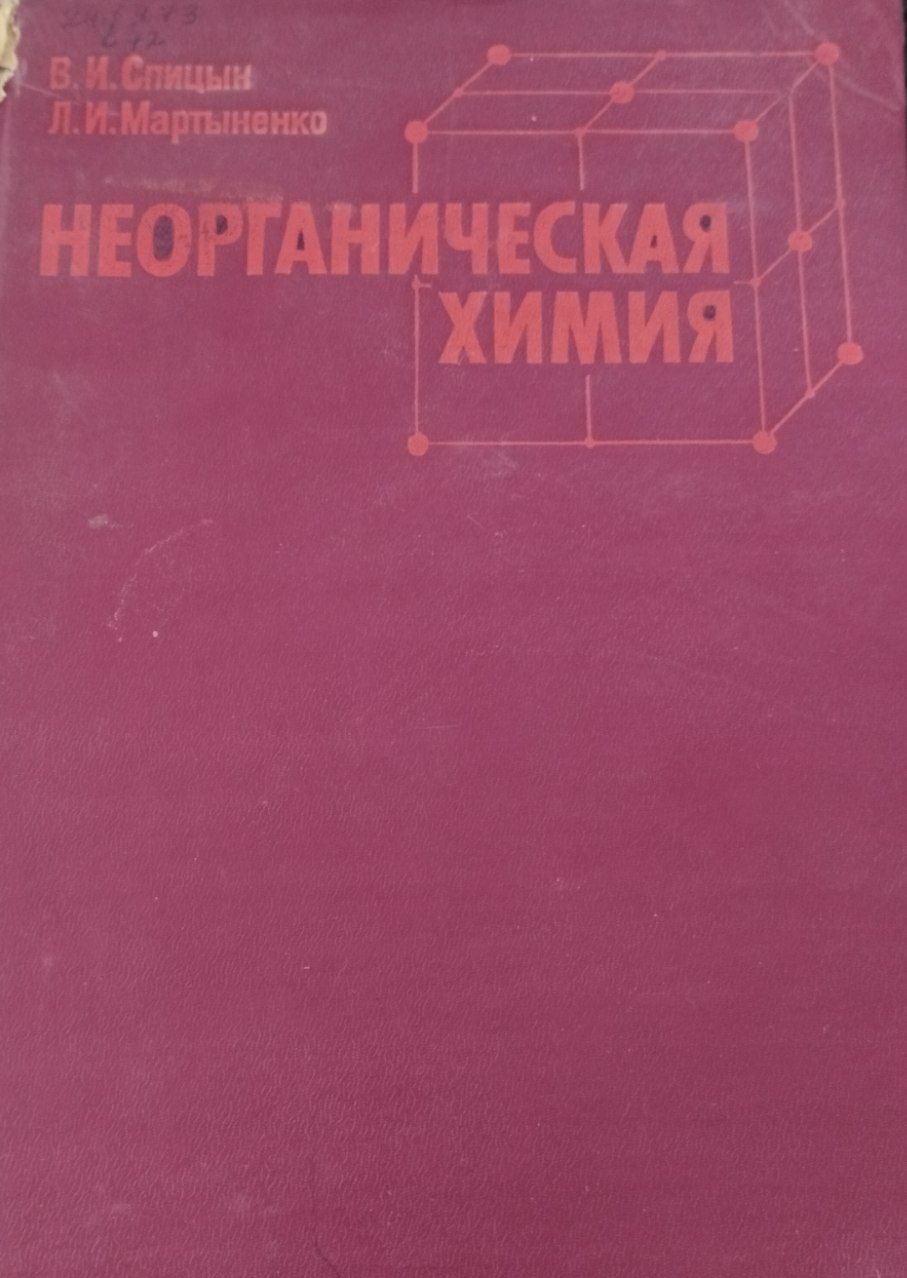 В. И. Спицын
Л. И. Мартыненко
НЕОРГАНИЧЕСКАЯ
ХИМИЯ